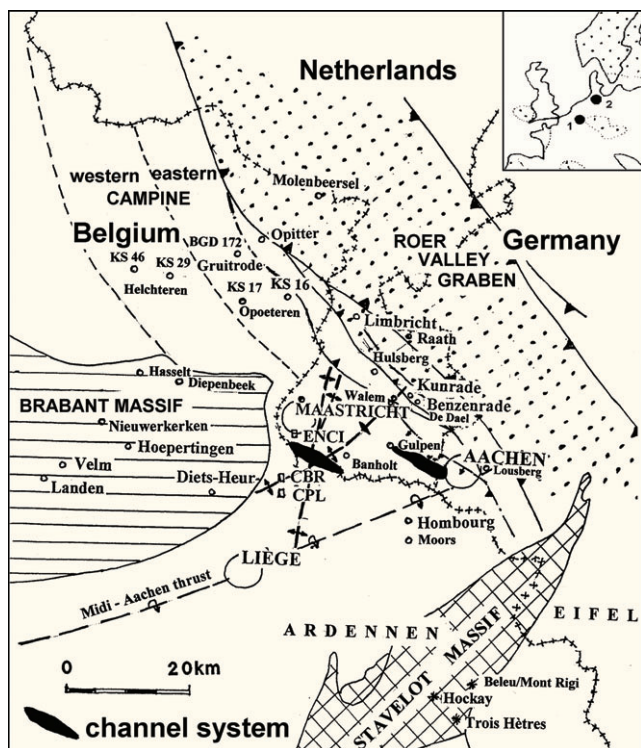 Netherlands
2
1
western eastern
CAMPINE
Molenbeersel
Belgium
BGD 172
Opitter
Germany
ROER
VALLEY
GRABEN
KS 46
KS 29
Gruitrode
KS 16
Helchteren
KS 17
Opoeteren
Limbricht
Raath
Hulsberg
Hasselt
Diepenbeek
Kunrade
Walem
Benzenrade
De Dael
BRABANT MASSIF
MAASTRICHT
Nieuwerkerken
ENCI
Hoepertingen
Gulpen
AACHEN
Banholt
Lousberg
Velm
Diets-Heur
CBR
Landen
CPL
Hombourg
Moors
LIÈGE
Midi - Aachen thrust
ARDENNEN
EIFEL
STAVELOT MASSIF
0 20km
Beleu/Mont Rigi
Hockay
Trois Hètres
channel system